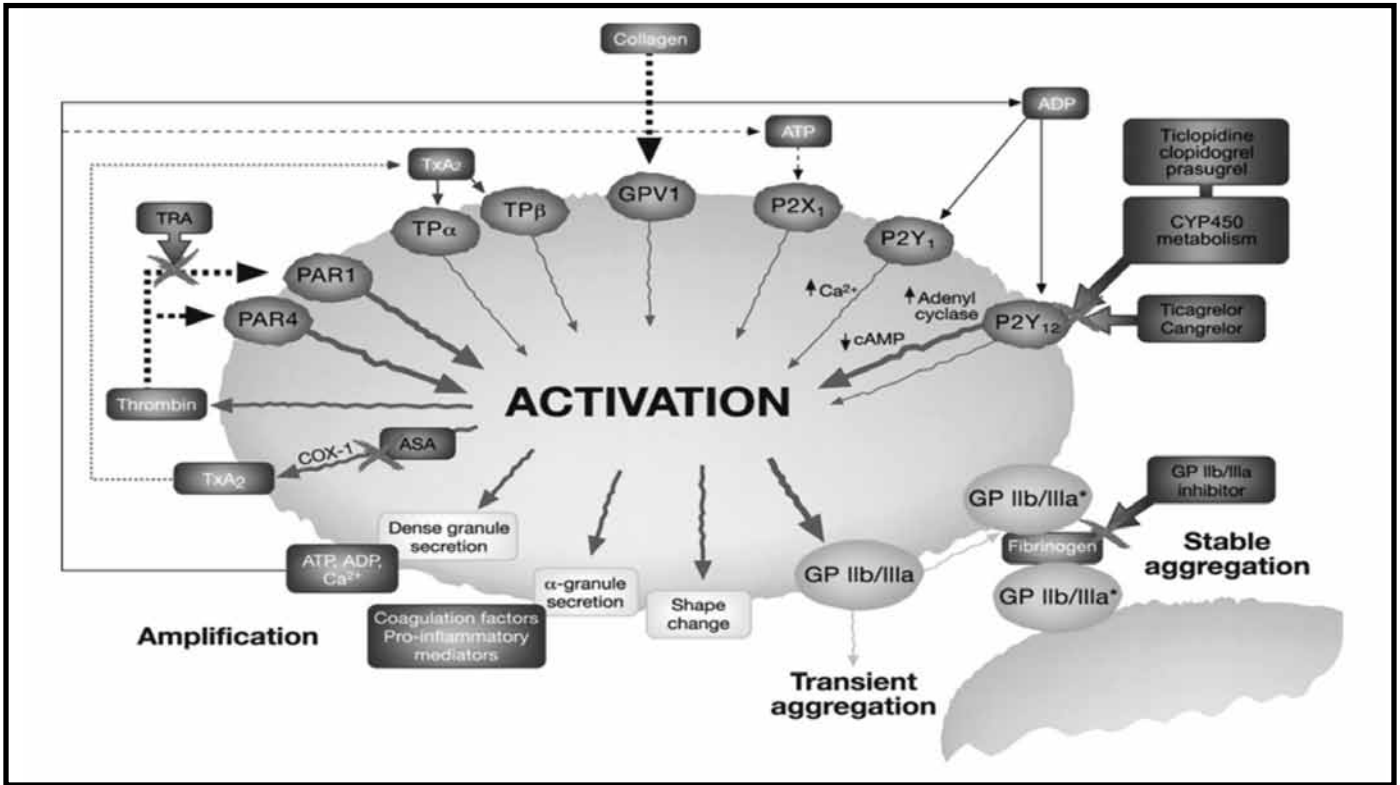 Collagen
ADP
ATP
TxA₂
Ticlopidine
clopidogrel
prasugrel
GPV1
TPβ
P2X₁
TRA
TPα
CYP450
metabolism
P2Y₁
PAR1
Ca²⁺
Adenyl
cyclase
PAR4
P2Y₁₂
Ticagrelor
Cangrelor
cAMP
ACTIVATION
Thrombin
COX-1
ASA
TxA₂
GP IIb/IIIa*
GP IIb/IIIa
inhibitor
Dense granule
secretion
Fibrinogen
Stable
aggregation
ATP, ADP,
Ca²⁺
GP IIb/IIIa
α-granule
secretion
GP IIb/IIIa*
Shape
change
Amplification
Coagulation factors
Pro-inflammatory
mediators
Transient
aggregation